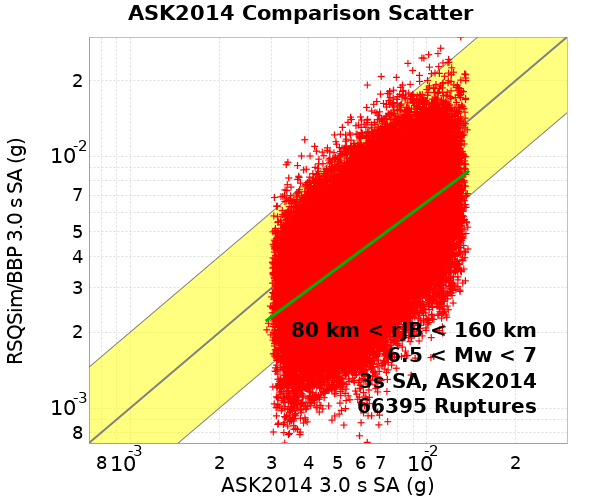 ASK2014 Comparison Scatter
RSQSim/BBP 3.0 s SA (g)
2
10-2
7
5
4
3
2
10-3
8
80 km < rJB < 160 km
6.5 < Mw < 7
3s SA, ASK2014
66395 Ruptures
8 10-3 2 3 4 5 6 7 10-2 2
ASK2014 3.0 s SA (g)